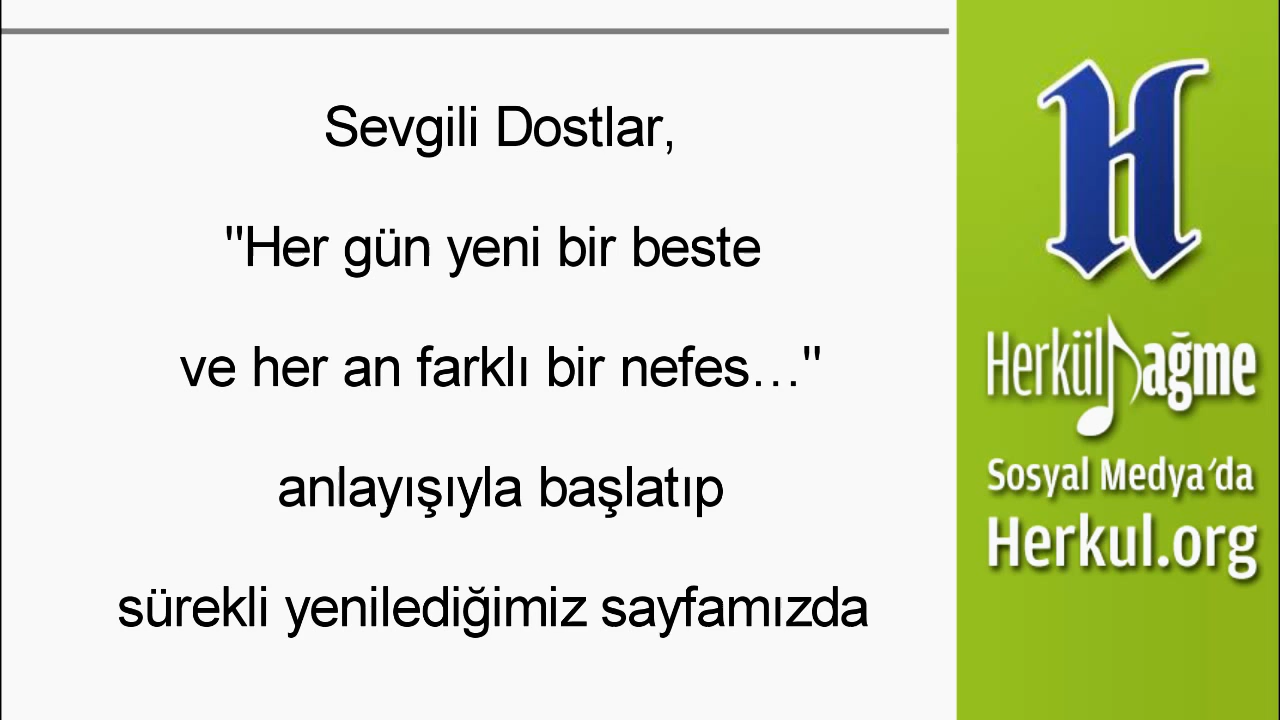 Sevgili Dostlar,
"Her gün yeni bir beste
ve her an farklı bir nefes…"
anlayışıyla başlatıp
sürekli yenilediğimiz sayfamızda
H
Herkül Nağme
Sosyal Medya'da
Herkul.org